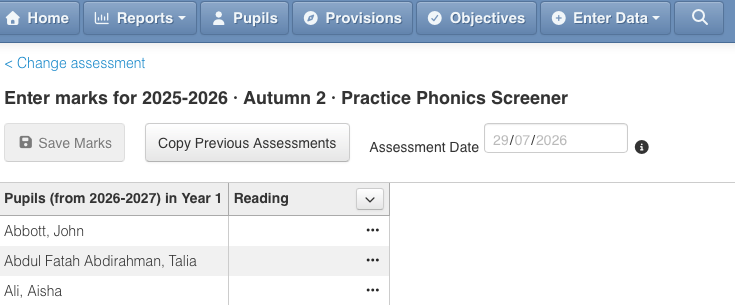 Home Reports Pupils Provisions Objectives Enter Data
< Change assessment
Enter marks for 2025-2026 · Autumn 2 · Practice Phonics Screener
Save Marks Copy Previous Assessments Assessment Date 29/07/2026
Pupils (from 2026-2027) in Year 1 Reading
Abbott, John
Abdul Fatah Abdirahman, Talia
Ali, Aisha